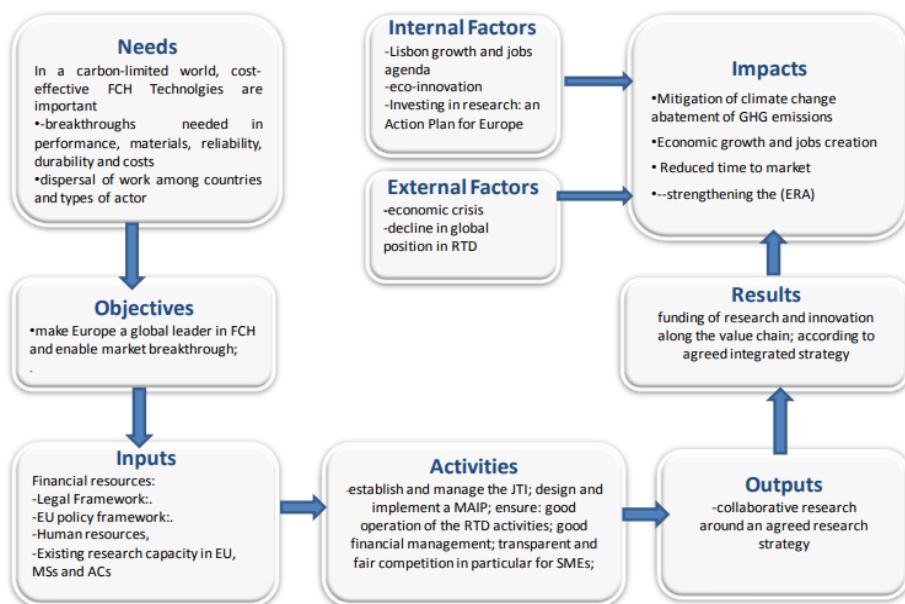 Needs
In a carbon-limited world, cost-
effective FCH Technolgies are
important
•-breakthroughs needed in
performance, materials, reliability,
durability and costs
•dispersal of work among countries
and types of actor
Internal Factors
-Lisbon growth and jobs
agenda
-eco-innovation
-Investing in research: an
Action Plan for Europe
External Factors
-economic crisis
-decline in global
position in RTD
Impacts
•Mitigation of climate change
abatement of GHG emissions
•Economic growth and jobs creation
• Reduced time to market
•--strengthening the (ERA)
Objectives
•make Europe a global leader in FCH
and enable market breakthrough;
.
Results
funding of research and innovation
along the value chain; according to
agreed integrated strategy
Inputs
Financial resources:
-Legal Framework:.
-EU policy framework:.
-Human resources,
-Existing research capacity in EU,
MSs and ACs
Activities
-establish and manage the JTI; design and
implement a MAIP; ensure: good
operation of the RTD activities; good
financial management; transparent and
fair competition in particular for SMEs;
Outputs
-collaborative research
around an agreed research
strategy